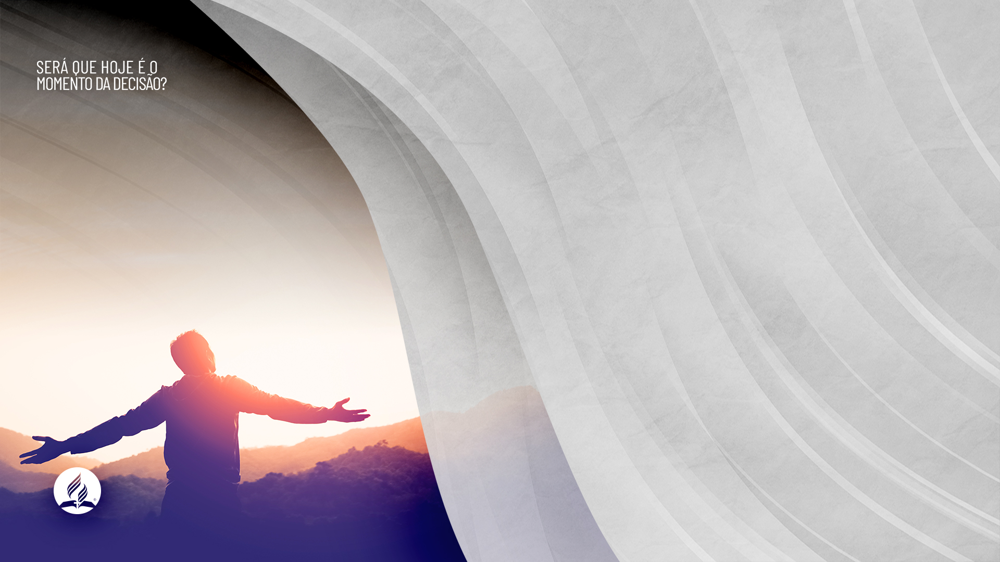 SERÁ QUE HOJE É O
MOMENTO DA DECISÃO?